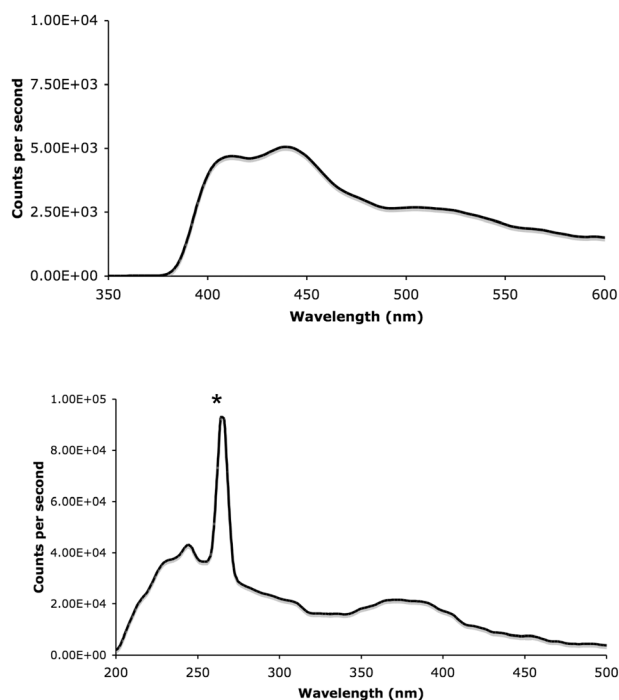 1.00E+04
7.50E+03
5.00E+03
2.50E+03
0.00E+00
Counts per second
350 400 450 500 550 600
Wavelength (nm)
*
1.00E+05
8.00E+04
6.00E+04
4.00E+04
2.00E+04
0.00E+00
Counts per second
200 250 300 350 400 450 500
Wavelength (nm)